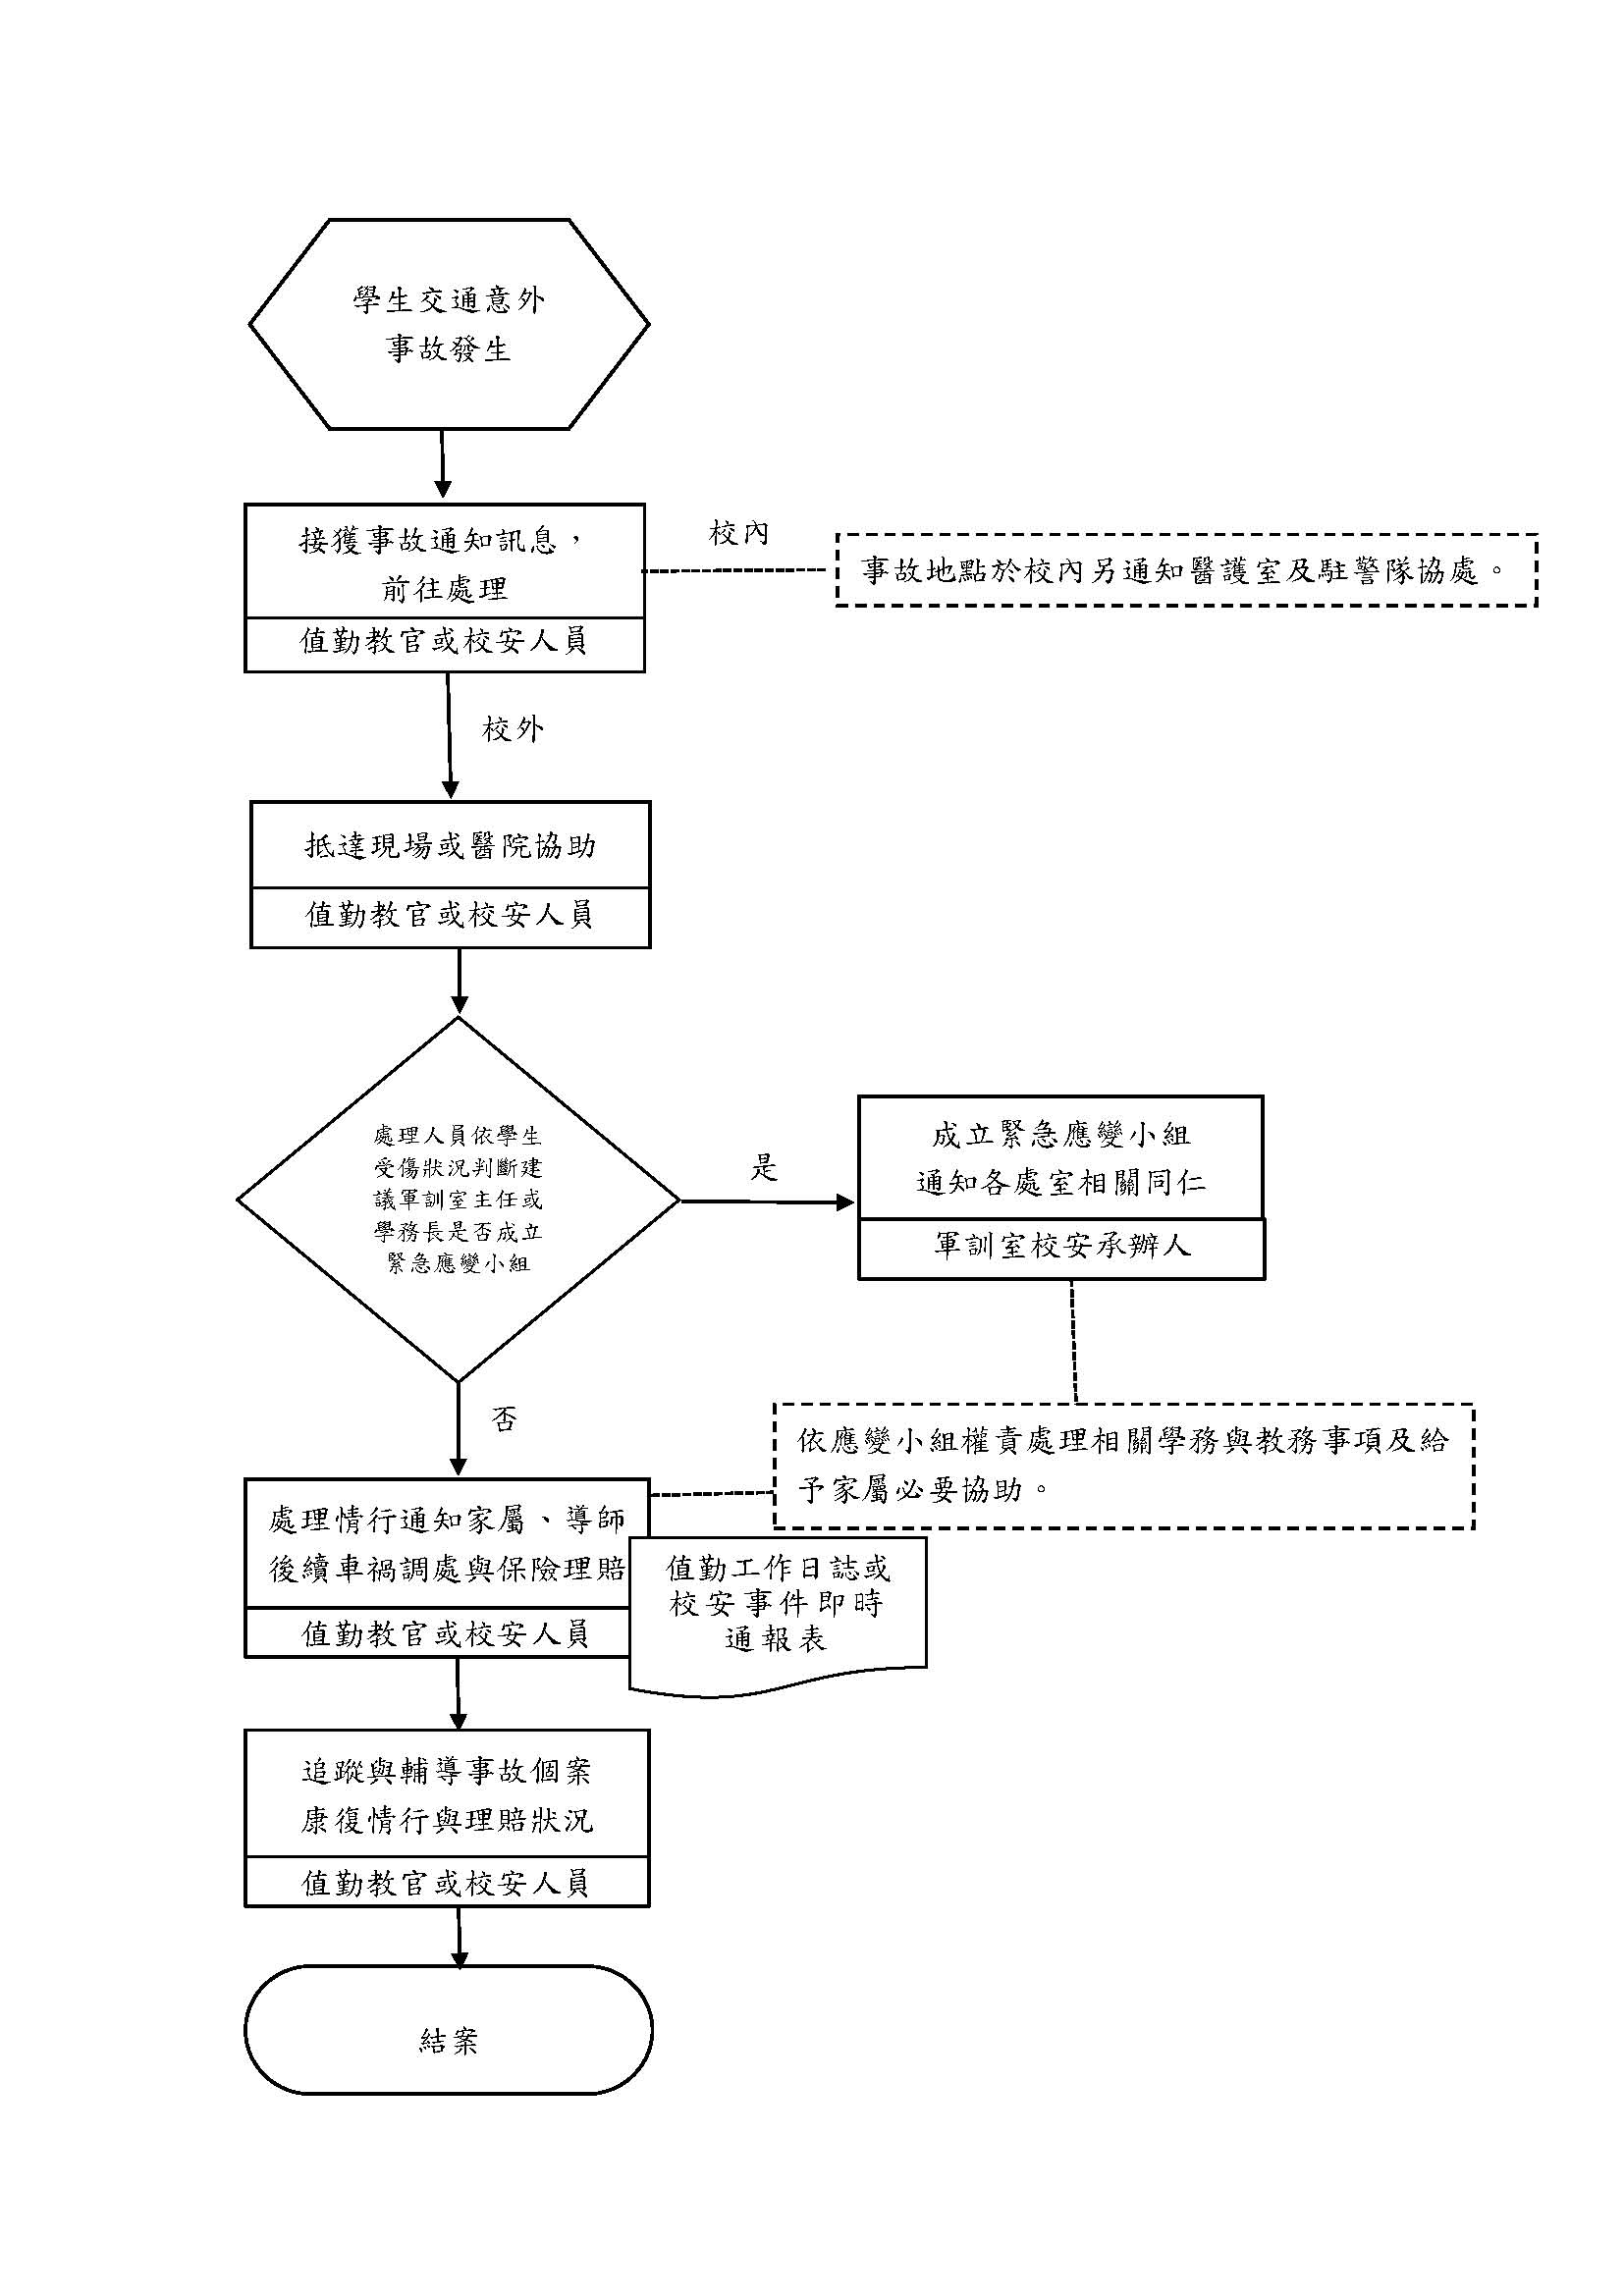 學生交通意外
事故發生
接獲事故通知訊息，
前往處理
值勤教官或校安人員
校內
事故地點於校內另通知醫護室及駐警隊協處。
校外
抵達現場或醫院協助
值勤教官或校安人員
處理人員依學生
受傷狀況判斷建
議軍訓室主任或
學務長是否成立
緊急應變小組
是
成立緊急應變小組
通知各處室相關同仁
軍訓室校安承辦人
否
依應變小組權責處理相關學務與教務事項及給
予家屬必要協助。
處理情行通知家屬、導師
後續車禍調處與保險理賠
值勤教官或校安人員
值勤工作日誌或
校安事件即時
通報表
追蹤與輔導事故個案
康復情行與理賠狀況
值勤教官或校安人員
結案